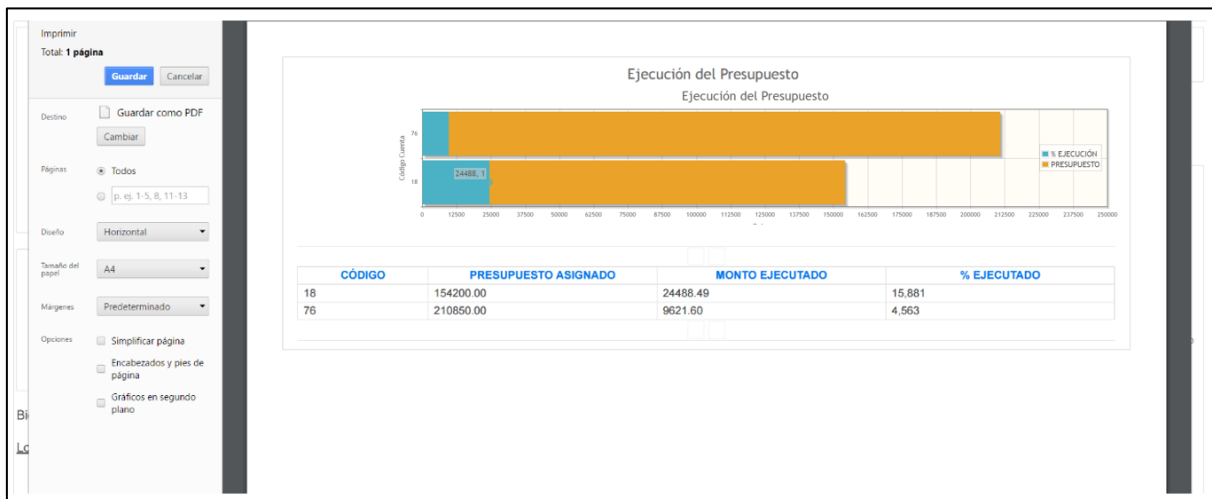 Imprimir
Total: 1 página
Guardar Cancelar
Destino Guardar como PDF
Cambiar
Páginas Todos
p. ej. 1-5, 8, 11-13
Diseño Horizontal
Tamaño del papel A4
Márgenes Predeterminado
Opciones Simplificar página
Encabezados y pies de página
Gráficos en segundo plano
Bi
Lo
Ejecución del Presupuesto
Ejecución del Presupuesto
Código Cuenta
76
18
24488, 1
% EJECUCIÓN
PRESUPUESTO
0 12500 25000 37500 50000 62500 75000 87500 100000 112500 125000 137500 150000 162500 175000 187500 200000 212500 225000 237500 250000
CÓDIGO PRESUPUESTO ASIGNADO MONTO EJECUTADO % EJECUTADO
18 154200.00 24488.49 15,881
76 210850.00 9621.60 4,563